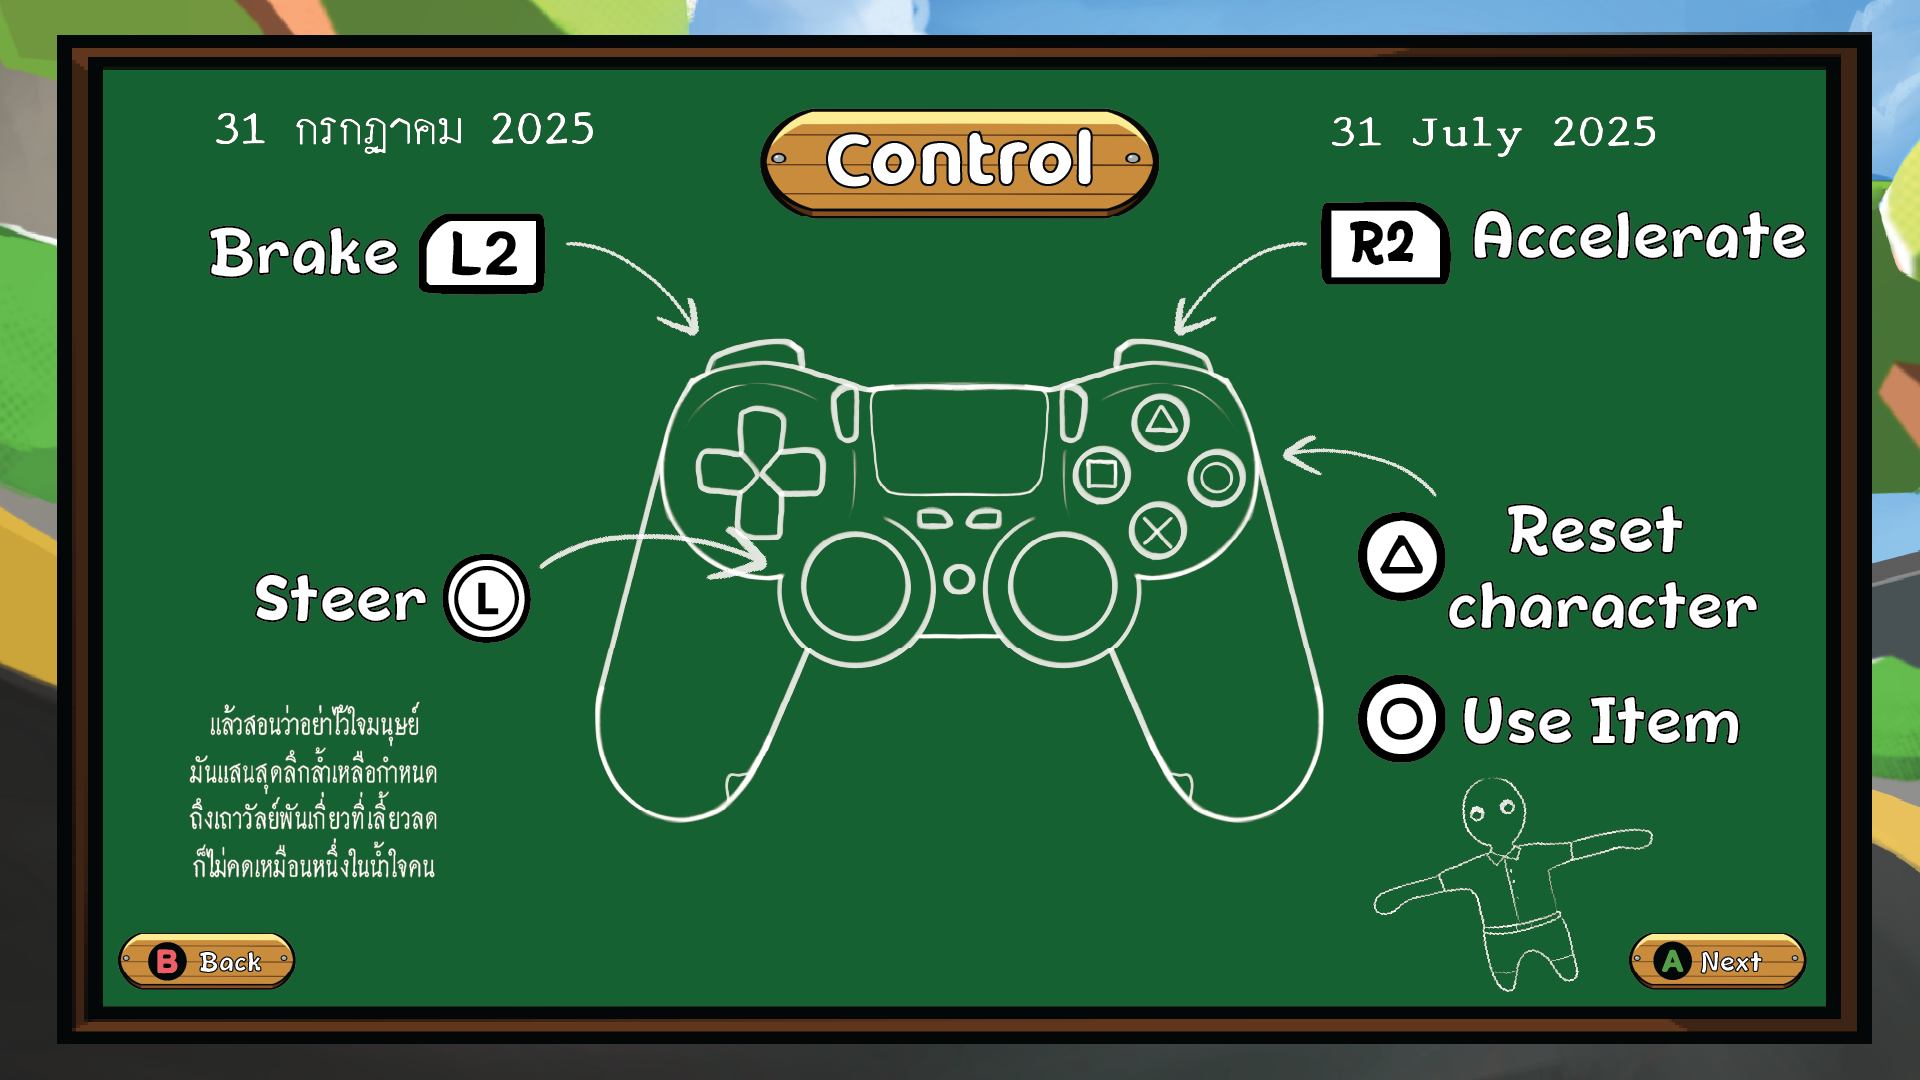 31 กรกฎาคม 2025
Control
31 July 2025
Brake L2
R2 Accelerate
Steer L
Reset
character
Use Item
แล้วสอนว่าอย่าไว้ใจมนุษย์
มันแสนสุดลึกล้ำเหลือกำหนด
ถึงเถาวัลย์พันเกี่ยวที่เลี้ยวลด
ก็ไม่คดเหมือนหนึ่งในน้ำใจคน
B Back
A Next